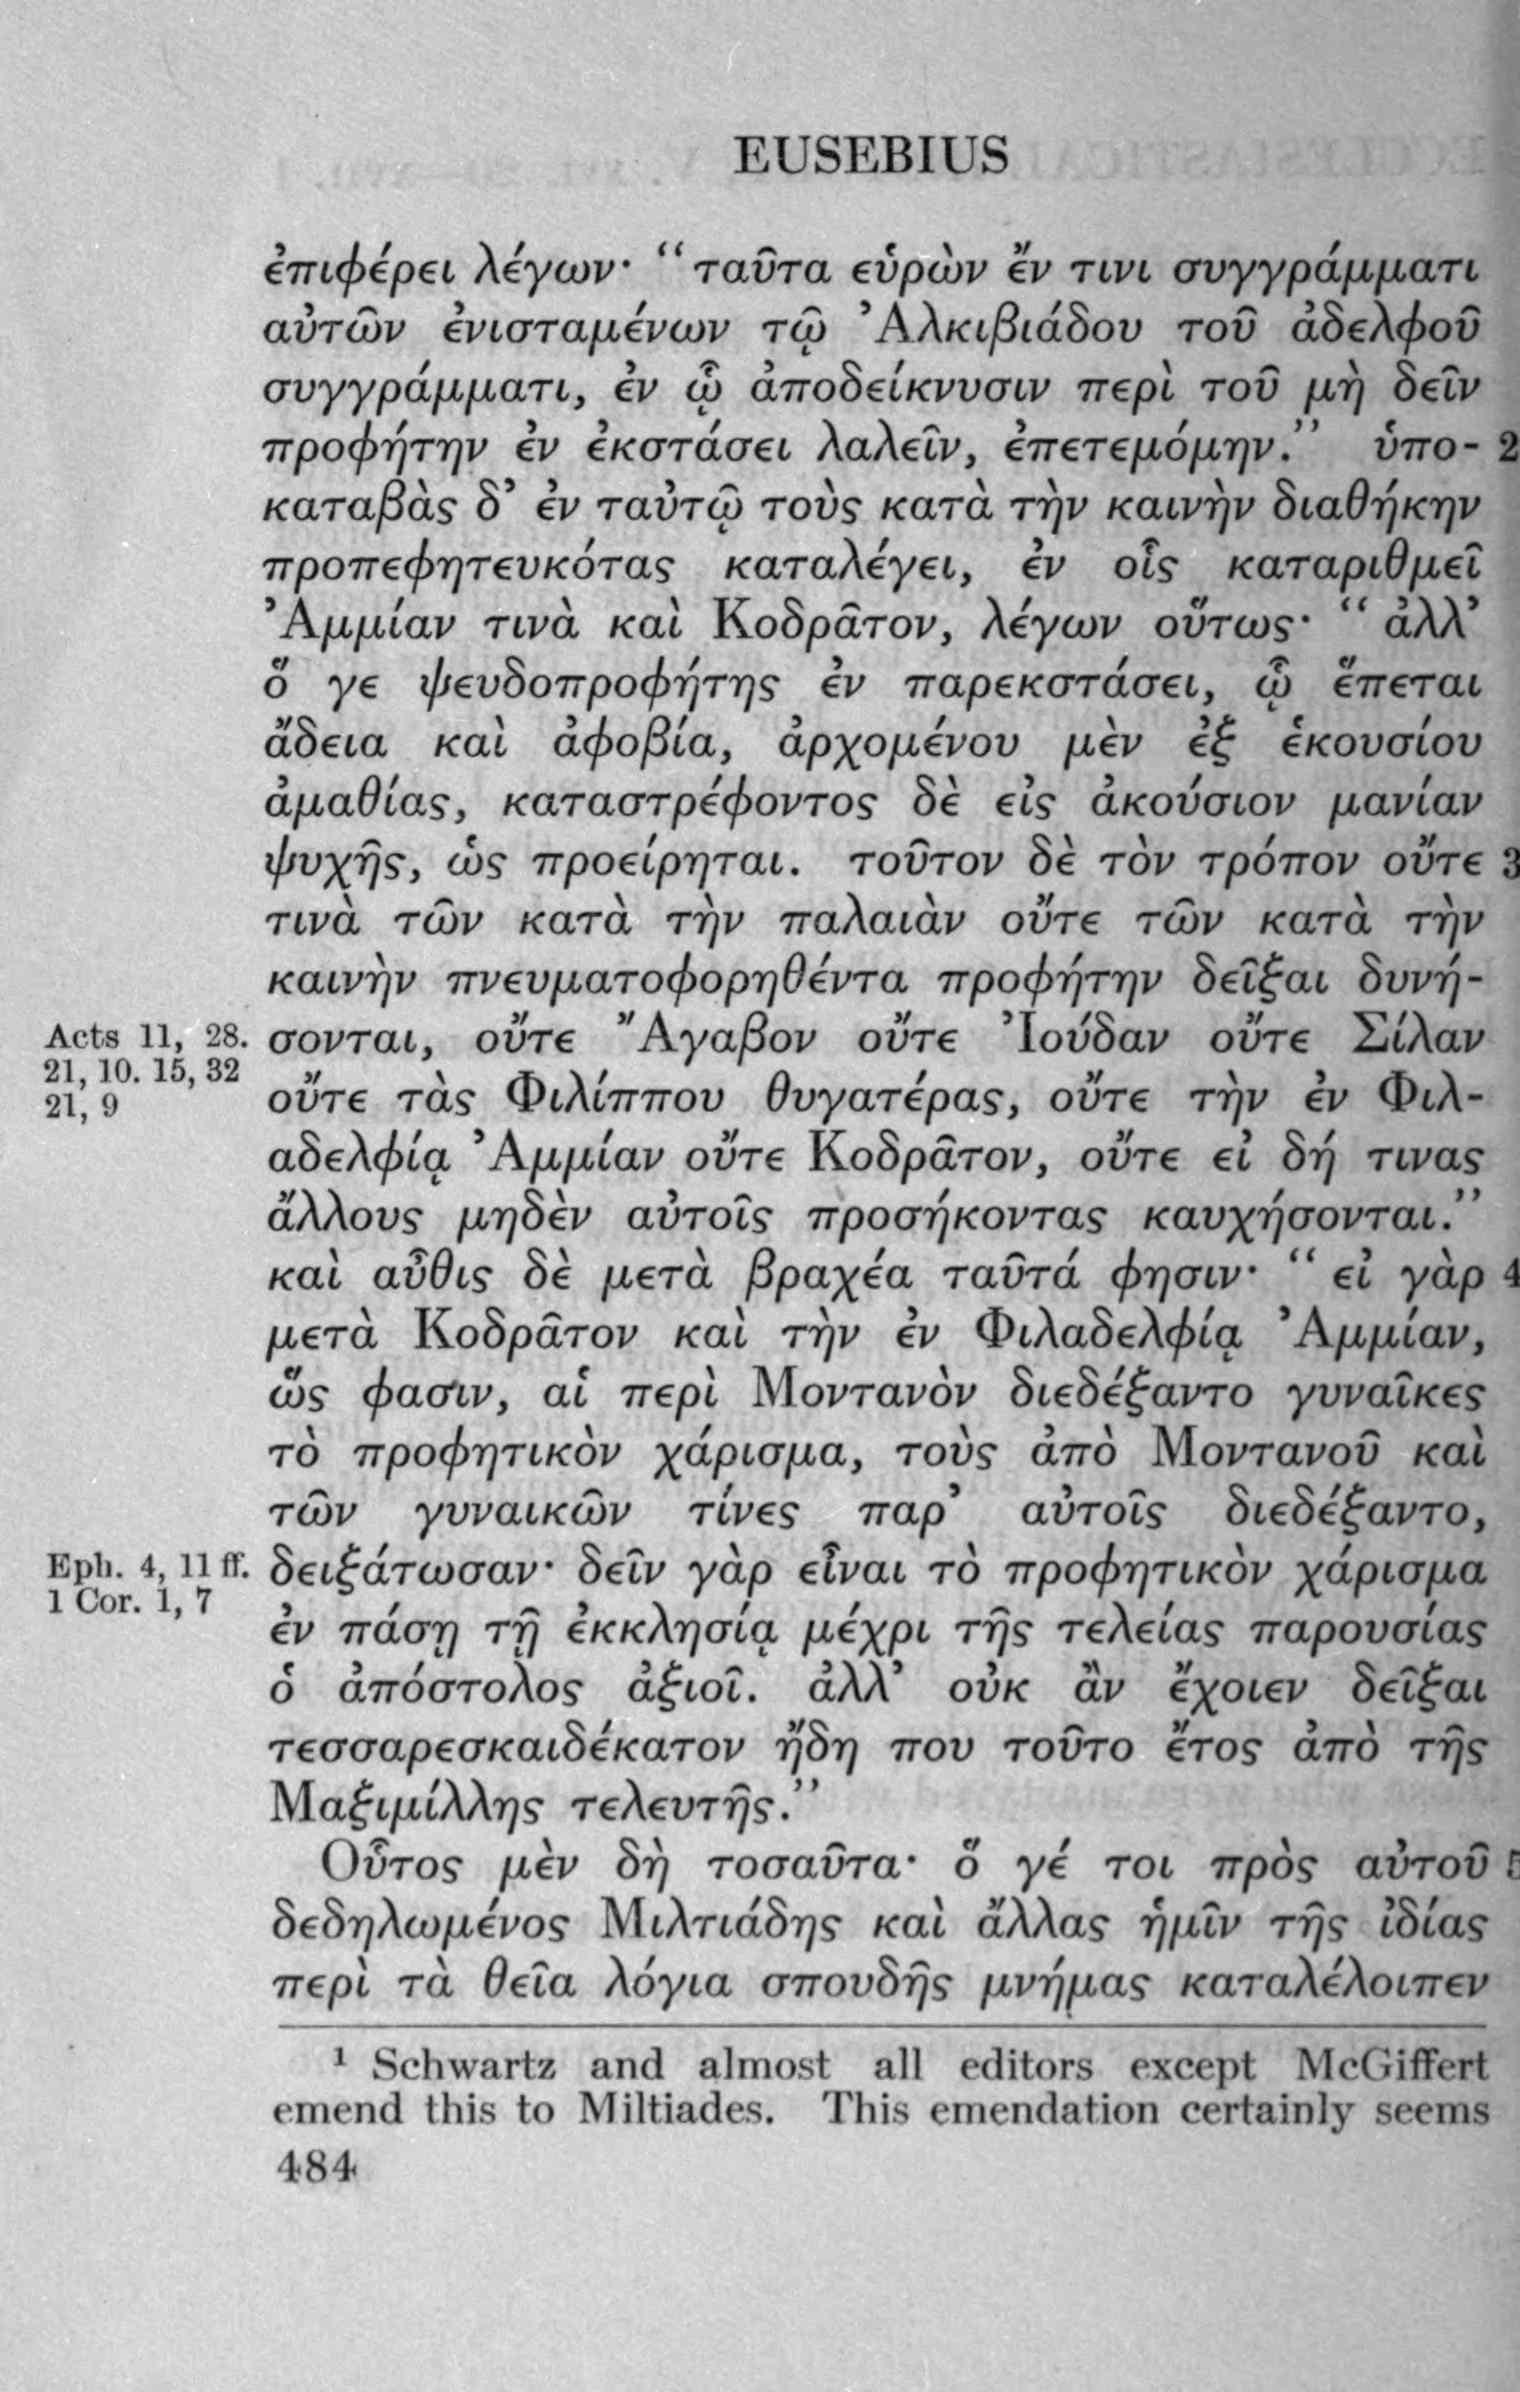 EUSEBIUS
ἐπιφέρει λέγων· “ ταῦτα εὑρὼν ἔν τινι συγγράμματι
αὐτῶν ἐνισταμένων τῷ Ἀλκιβιάδου τοῦ ἀδελφοῦ
συγγράμματι, ἐν ᾧ ἀποδείκνυσιν περὶ τοῦ μὴ δεῖν
προφήτην ἐν ἐκστάσει λαλεῖν, ἐπετεμόμην.” ὑπο- 2
καταβὰς δ’ ἐν ταὐτῷ τοὺς κατὰ τὴν καινὴν διαθήκην
προπεφητευκότας καταλέγει, ἐν οἷς καταριθμεῖ
Ἀμμίαν τινὰ καὶ Κοδρᾶτον, λέγων οὕτως· “ ἀλλ’
ὅ γε ψευδοπροφήτης ἐν παρεκστάσει, ᾧ ἕπεται
ἄδεια καὶ ἀφοβία, ἀρχομένου μὲν ἐξ ἑκουσίου
ἀμαθίας, καταστρέφοντος δὲ εἰς ἀκούσιον μανίαν
ψυχῆς, ὡς προείρηται. τοῦτον δὲ τὸν τρόπον οὔτε 3
τινὰ τῶν κατὰ τὴν παλαιὰν οὔτε τῶν κατὰ τὴν
καινὴν πνευματοφορηθέντα προφήτην δεῖξαι δυνή-
Acts 11, 28. σονται, οὔτε Ἄγαβον οὔτε Ἰούδαν οὔτε Σίλαν
21, 10. 15, 32
21, 9 οὔτε τὰς Φιλίππου θυγατέρας, οὔτε τὴν ἐν Φιλ-
αδελφίᾳ Ἀμμίαν οὔτε Κοδρᾶτον, οὔτε εἰ δή τινας
ἄλλους μηδὲν αὐτοῖς προσήκοντας καυχήσονται.”
καὶ αὖθις δὲ μετὰ βραχέα ταῦτά φησιν· “ εἰ γὰρ 4
μετὰ Κοδρᾶτον καὶ τὴν ἐν Φιλαδελφίᾳ Ἀμμίαν,
ὥς φασιν, αἱ περὶ Μοντανὸν διεδέξαντο γυναῖκες
τὸ προφητικὸν χάρισμα, τοὺς ἀπὸ Μοντανοῦ καὶ
τῶν γυναικῶν τίνες παρ’ αὐτοῖς διεδέξαντο,
Eph. 4, 11 ff. δειξάτωσαν· δεῖν γὰρ εἶναι τὸ προφητικὸν χάρισμα
1 Cor. 1, 7
ἐν πάσῃ τῇ ἐκκλησίᾳ μέχρι τῆς τελείας παρουσίας
ὁ ἀπόστολος ἀξιοῖ. ἀλλ’ οὐκ ἂν ἔχοιεν δεῖξαι
τεσσαρεσκαιδέκατον ἤδη που τοῦτο ἔτος ἀπὸ τῆς
Μαξιμίλλης τελευτῆς.”
Οὗτος μὲν δὴ τοσαῦτα· ὅ γέ τοι πρὸς αὐτοῦ 5
δεδηλωμένος Μιλτιάδης καὶ ἄλλας ἡμῖν τῆς ἰδίας
περὶ τὰ θεῖα λόγια σπουδῆς μνήμας καταλέλοιπεν
¹ Schwartz and almost all editors except McGiffert
emend this to Miltiades. This emendation certainly seems
484